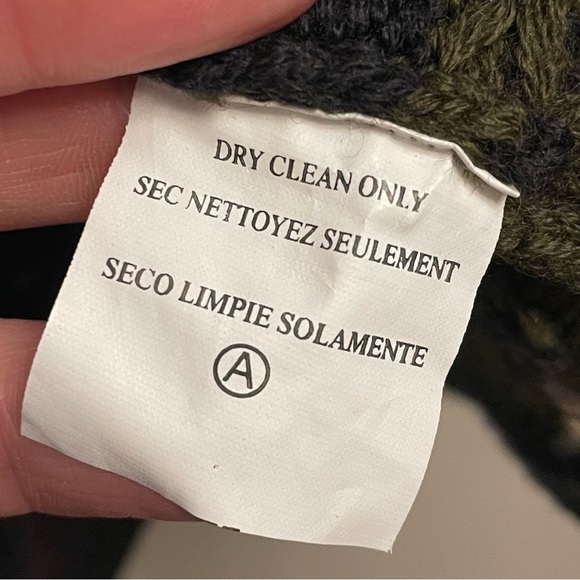 DRY CLEAN ONLY
SEC NETTOYEZ SEULEMENT
SECO LIMPIE SOLAMENTE
A